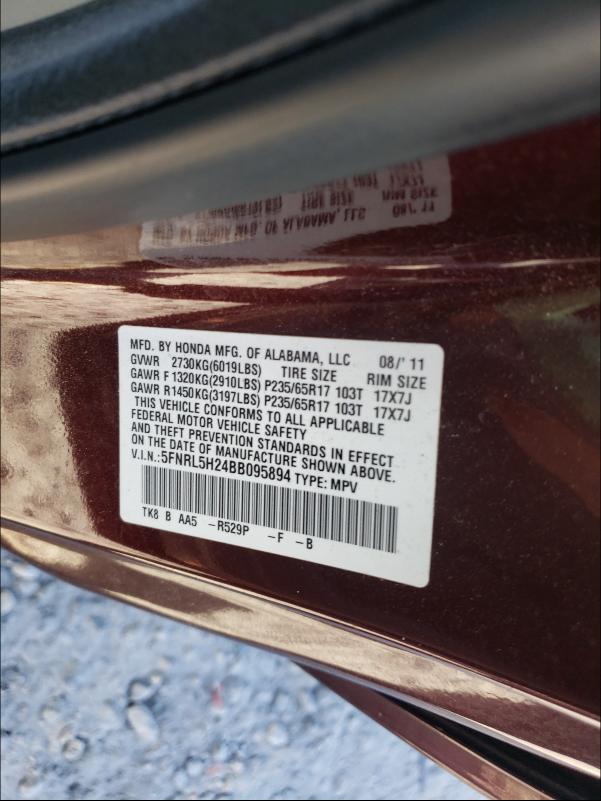 MFD. BY HONDA MFG. OF ALABAMA, LLC 08/'11
GVWR 2730KG(6019LBS) TIRE SIZE RIM SIZE
GAWR F 1320KG(2910LBS) P235/65R17 103T 17X7J
GAWR R1450KG(3197LBS) P235/65R17 103T 17X7J
THIS VEHICLE CONFORMS TO ALL APPLICABLE
FEDERAL MOTOR VEHICLE SAFETY
AND THEFT PREVENTION STANDARDS IN EFFECT
ON THE DATE OF MANUFACTURE SHOWN ABOVE.
V.I.N.:5FNRL5H24BB095894 TYPE: MPV
TK8 B AA5 -R529P -F -B